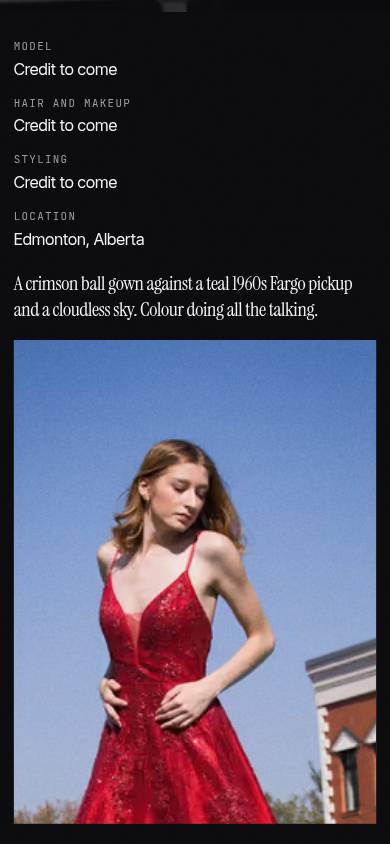 MODEL
Credit to come
HAIR AND MAKEUP
Credit to come
STYLING
Credit to come
LOCATION
Edmonton, Alberta
A crimson ball gown against a teal 1960s Fargo pickup
and a cloudless sky. Colour doing all the talking.